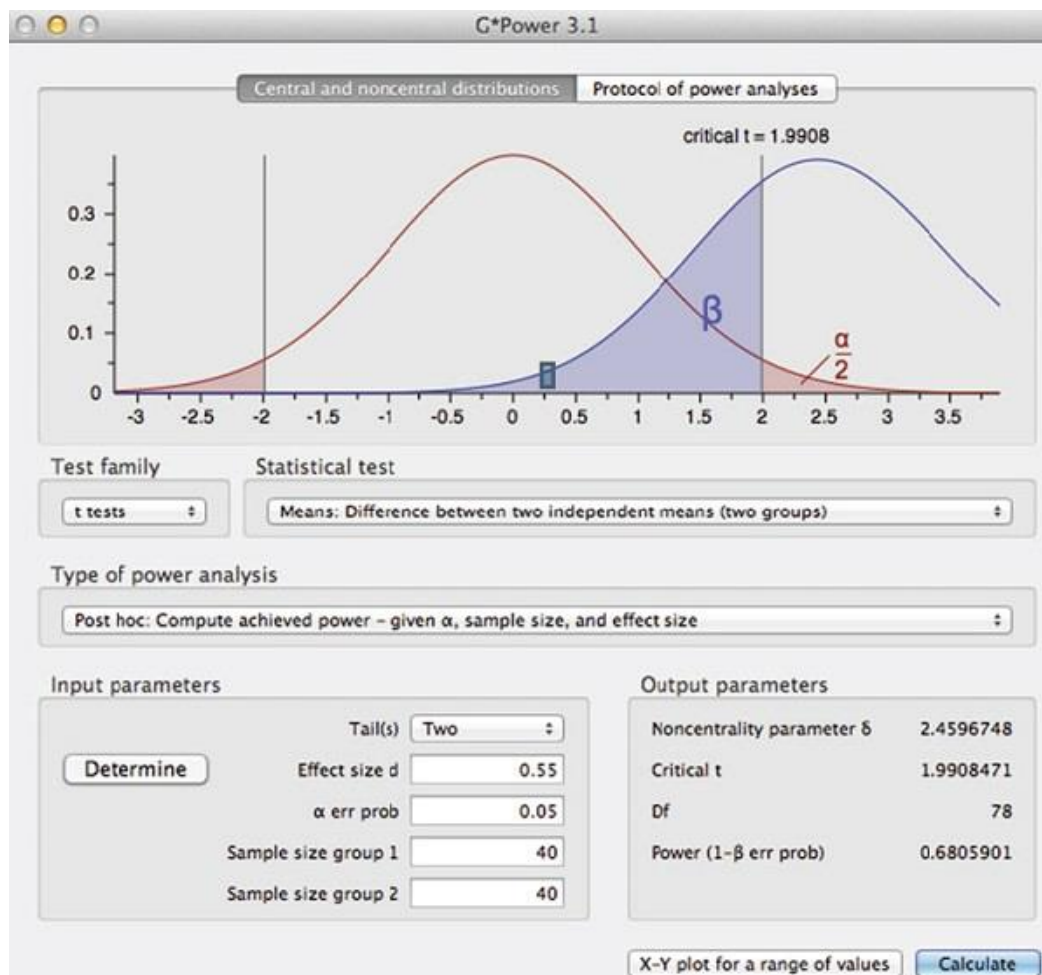 G*Power 3.1
Central and noncentral distributions Protocol of power analyses
critical t = 1.9908
0.3
0.2
0.1
0
β
α
2
-3 -2.5 -2 -1.5 -1 -0.5 0 0.5 1 1.5 2 2.5 3 3.5
Test family Statistical test
t tests Means: Difference between two independent means (two groups)
Type of power analysis
Post hoc: Compute achieved power – given α, sample size, and effect size
Input parameters
Tail(s) Two
Determine Effect size d 0.55
α err prob 0.05
Sample size group 1 40
Sample size group 2 40
Output parameters
Noncentrality parameter δ 2.4596748
Critical t 1.9908471
Df 78
Power (1-β err prob) 0.6805901
X-Y plot for a range of values Calculate